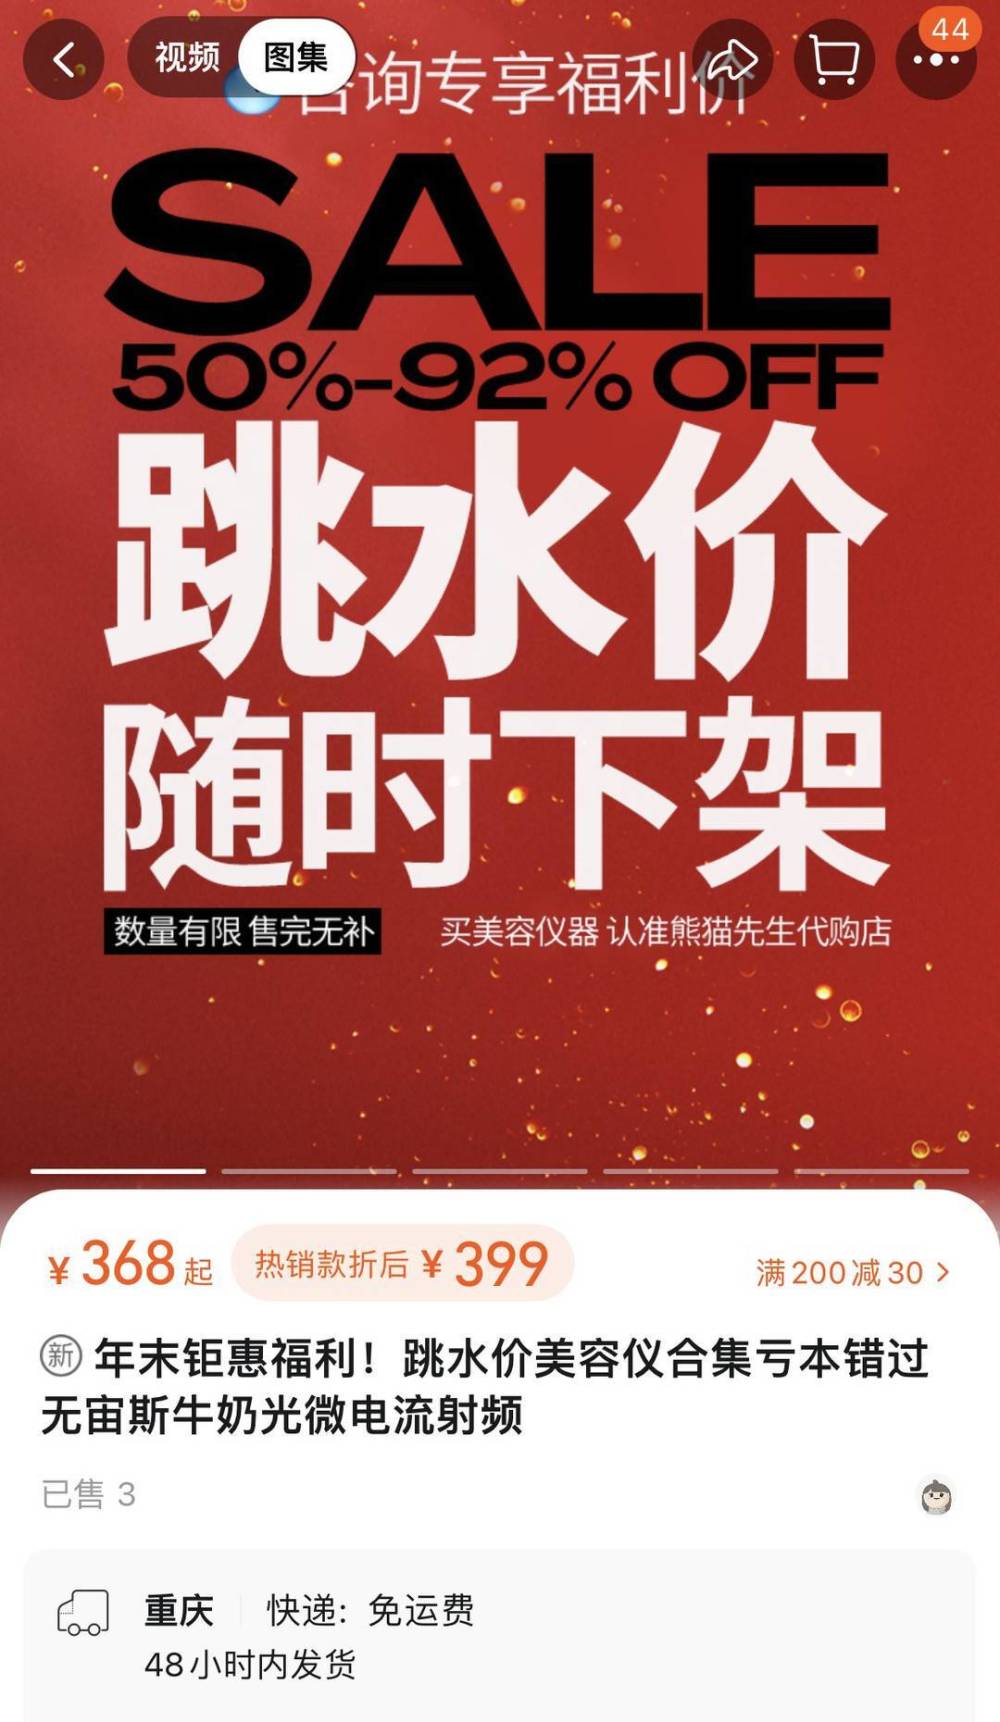 44
视频 图集
咨询专享福利价
SALE
50%-92% OFF
跳水价
随时下架
数量有限 售完无补 买美容仪器 认准熊猫先生代购店
¥368起 热销款折后¥399 满200减30 >
新 年末钜惠福利！跳水价美容仪合集亏本错过
无宙斯牛奶光微电流射频
已售 3
重庆 快递：免运费
48小时内发货